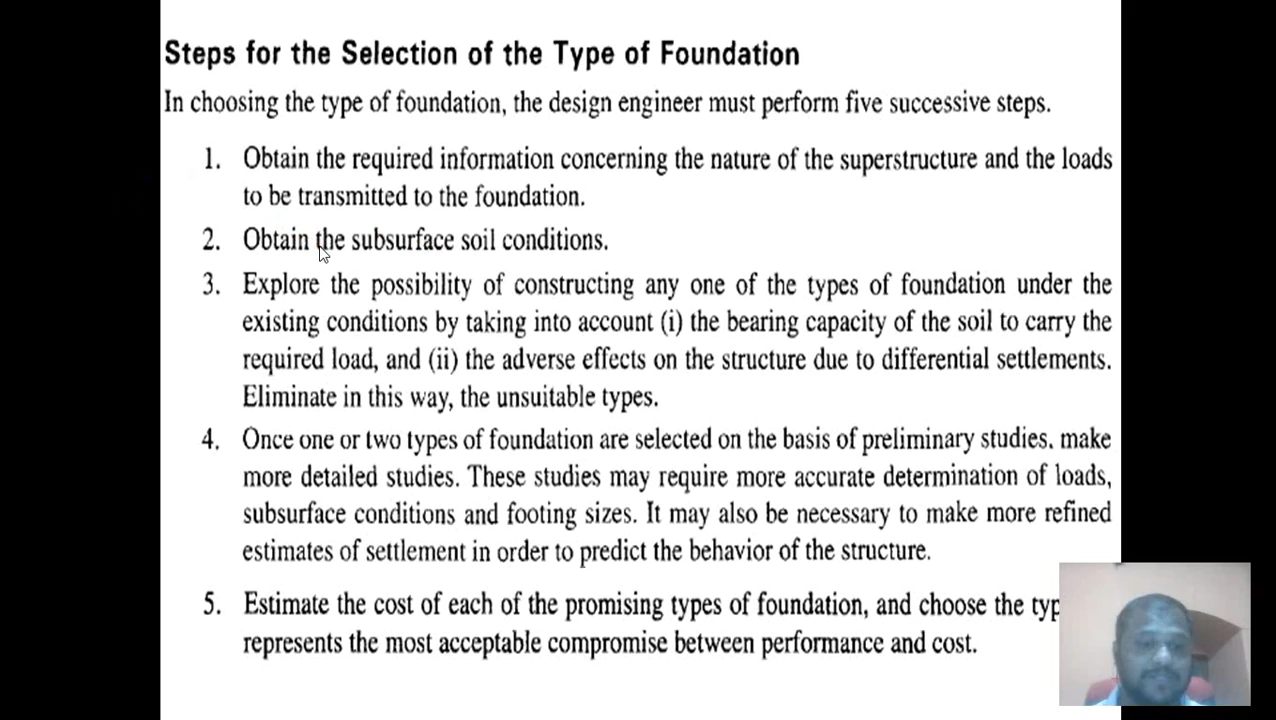 Steps for the Selection of the Type of Foundation
In choosing the type of foundation, the design engineer must perform five successive steps.
1. Obtain the required information concerning the nature of the superstructure and the loads
to be transmitted to the foundation.
2. Obtain the subsurface soil conditions.
3. Explore the possibility of constructing any one of the types of foundation under the
existing conditions by taking into account (i) the bearing capacity of the soil to carry the
required load, and (ii) the adverse effects on the structure due to differential settlements.
Eliminate in this way, the unsuitable types.
4. Once one or two types of foundation are selected on the basis of preliminary studies, make
more detailed studies. These studies may require more accurate determination of loads,
subsurface conditions and footing sizes. It may also be necessary to make more refined
estimates of settlement in order to predict the behavior of the structure.
5. Estimate the cost of each of the promising types of foundation, and choose the
represents the most acceptable compromise between performance and cost.